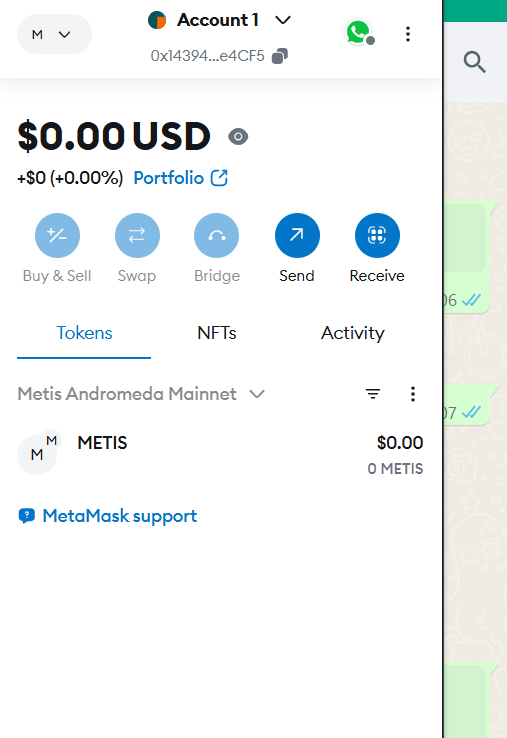 M
Account 1
0x14394...e4CF5
$0.00 USD
+$0 (+0.00%) Portfolio
Buy & Sell Swap Bridge Send Receive
Tokens NFTs Activity
Metis Andromeda Mainnet
M M METIS $0.00
0 METIS
MetaMask support
06
07